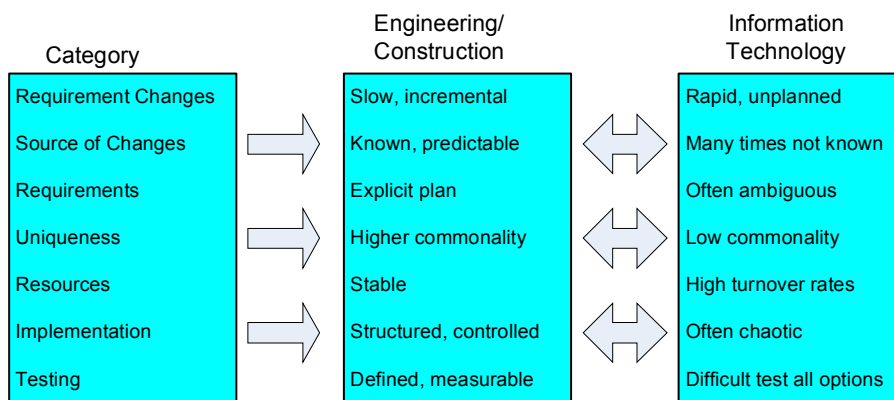 Category
Engineering/
Construction
Information
Technology
Requirement Changes
Slow, incremental
Rapid, unplanned
Source of Changes
Known, predictable
Many times not known
Requirements
Explicit plan
Often ambiguous
Uniqueness
Higher commonality
Low commonality
Resources
Stable
High turnover rates
Implementation
Structured, controlled
Often chaotic
Testing
Defined, measurable
Difficult test all options